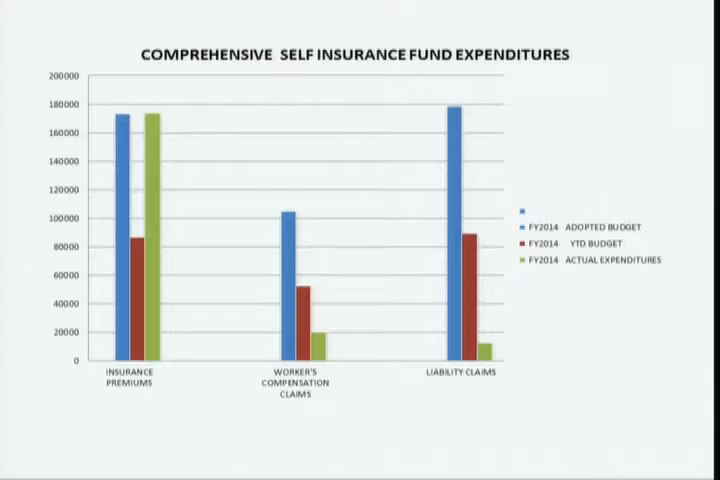 COMPREHENSIVE SELF INSURANCE FUND EXPENDITURES
200000
180000
160000
140000
120000
100000
80000
60000
40000
20000
0
INSURANCE
PREMIUMS
WORKER'S
COMPENSATION
CLAIMS
LIABILITY CLAIMS
FY2014 ADOPTED BUDGET
FY2014 YTD BUDGET
FY2014 ACTUAL EXPENDITURES